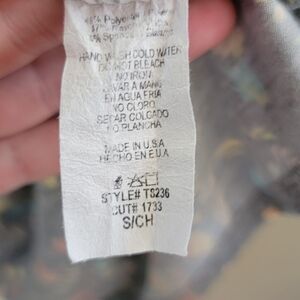 HAND WASH COLD WATER
DO NOT BLEACH
NO IRON
LAVAR A MANO
EN AGUA FRIA
NO CLORO
SECAR COLGADO
NO PLANCHA
MADE IN U.S.A
HECHO EN E.U.A
STYLE# TS236
CUT# 1733
S/CH